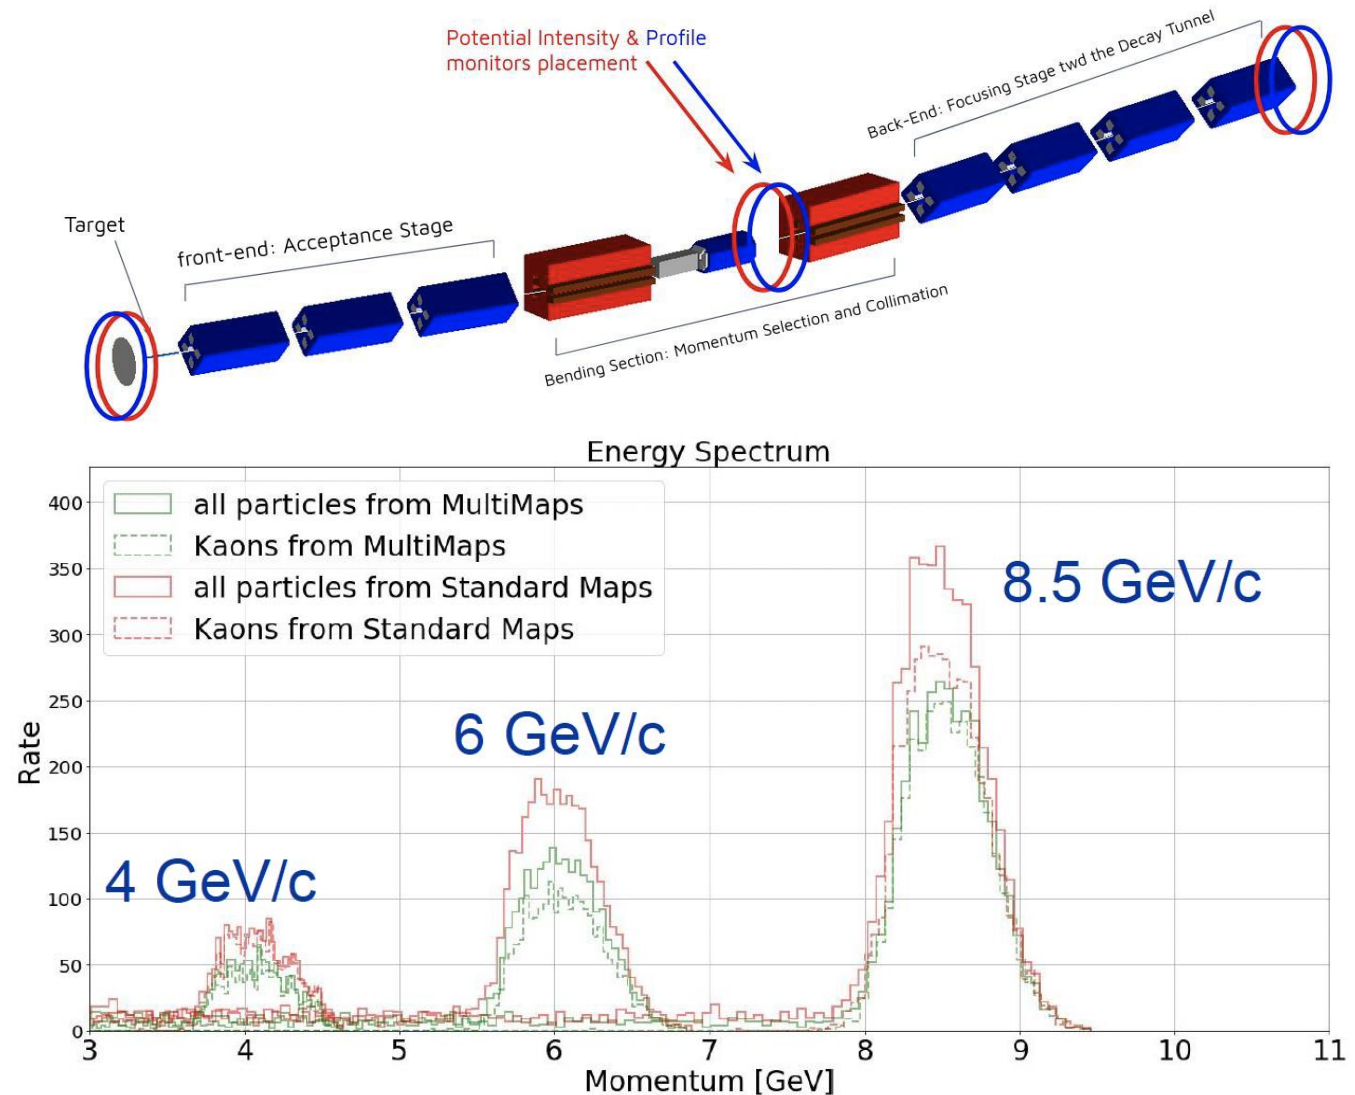 Potential Intensity & Profile
monitors placement
Back-End: Focusing Stage twd the Decay Tunnel
Target
front-end: Acceptance Stage
Bending Section: Momentum Selection and Collimation
Energy Spectrum
all particles from MultiMaps
Kaons from MultiMaps
all particles from Standard Maps
Kaons from Standard Maps
8.5 GeV/c
6 GeV/c
4 GeV/c
Rate
400
350
300
250
200
150
100
50
0
3 4 5 6 7 8 9 10 11
Momentum [GeV]